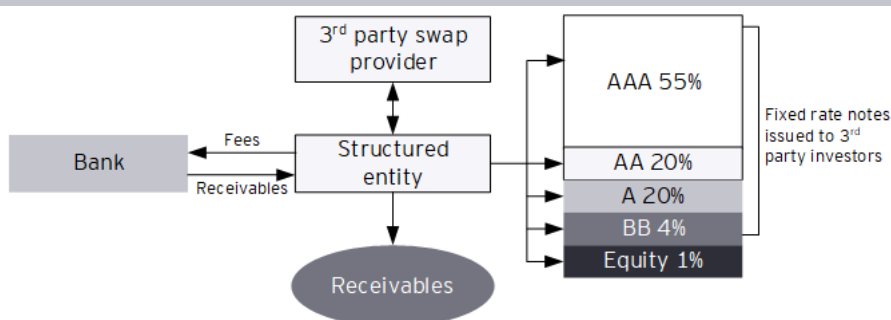 3rd party swap
provider
AAA 55%
Fixed rate notes
issued to 3rd
party investors
Bank
Fees
Receivables
Structured
entity
AA 20%
A 20%
BB 4%
Equity 1%
Receivables